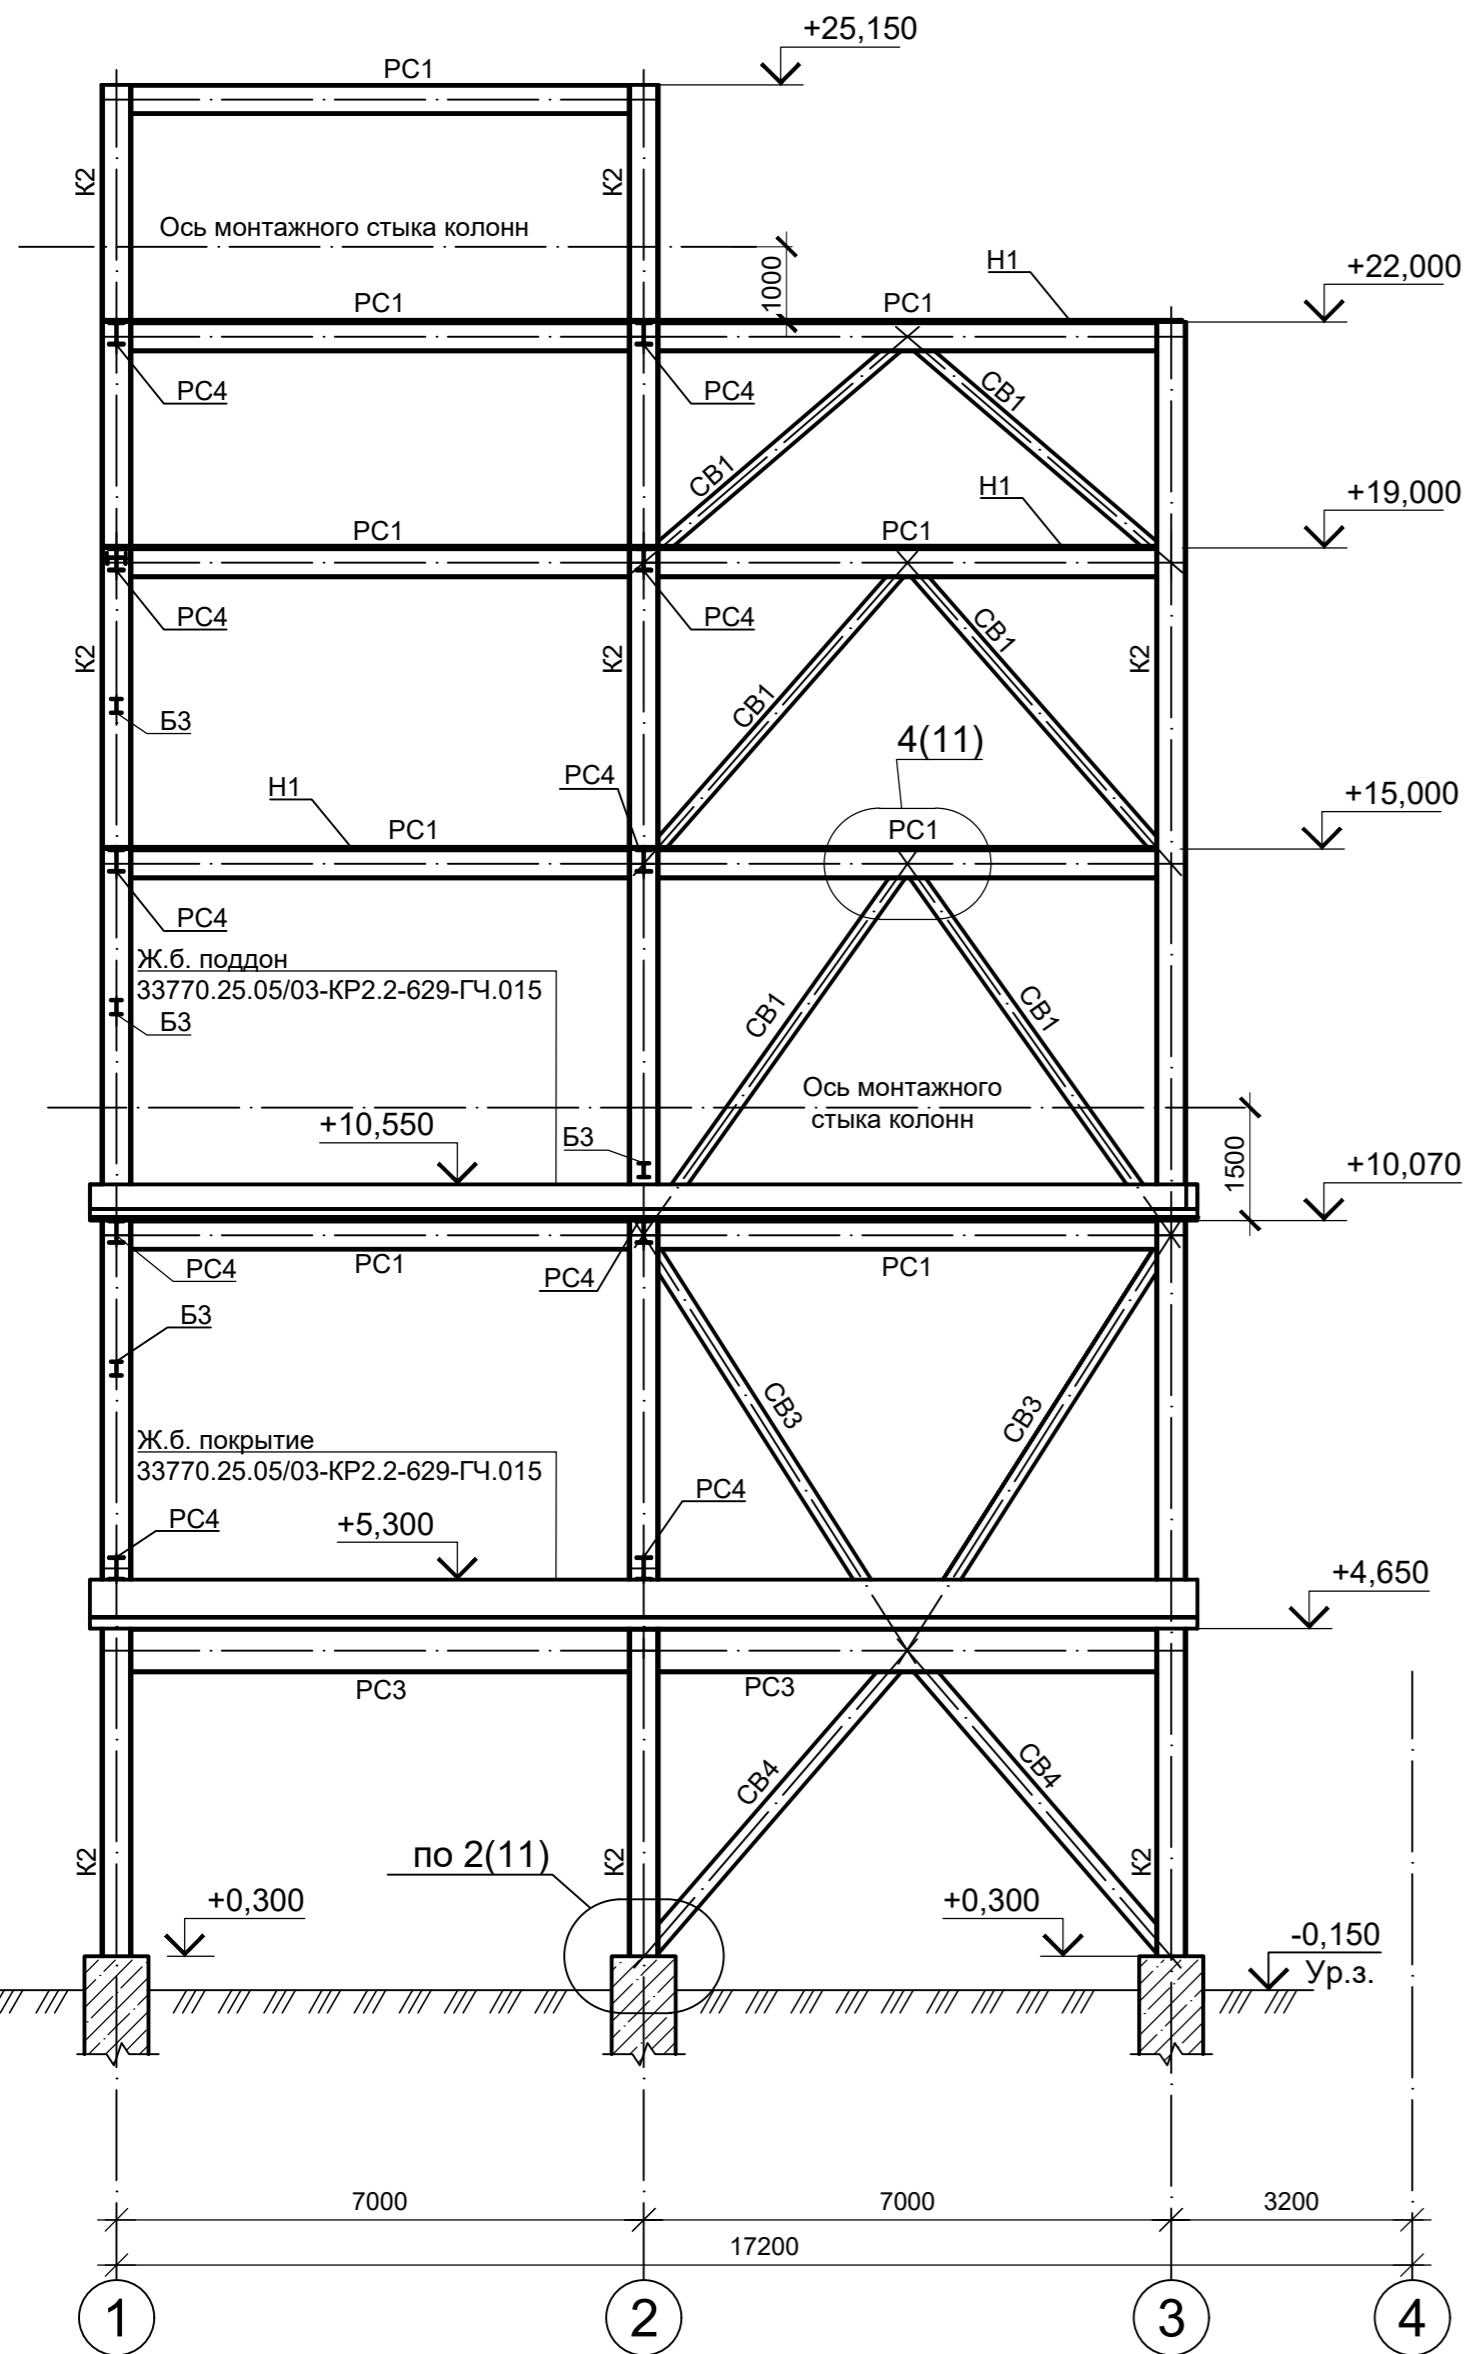 +25,150
РС1
К2
К2
Ось монтажного стыка колонн
1000
Н1
+22,000
РС1
РС1
РС4
РС4
СВ1
СВ1
Н1
+19,000
РС1
РС1
РС4
РС4
К2
К2
СВ1
К2
СВ1
Б3
4(11)
РС4
Н1
+15,000
РС1
РС1
РС4
Ж.б. поддон
33770.25.05/03-КР2.2-629-ГЧ.015
СВ1
СВ1
Б3
Ось монтажного
стыка колонн
+10,550
Б3
1500
+10,070
РС4
РС1
РС4
РС1
Б3
СВ3
СВ3
Ж.б. покрытие
33770.25.05/03-КР2.2-629-ГЧ.015
РС4
РС4
+5,300
+4,650
РС3
РС3
СВ4
СВ4
К2
по 2(11)
К2
К2
+0,300
+0,300
-0,150
Ур.з.
7000
7000
3200
17200
1
2
3
4